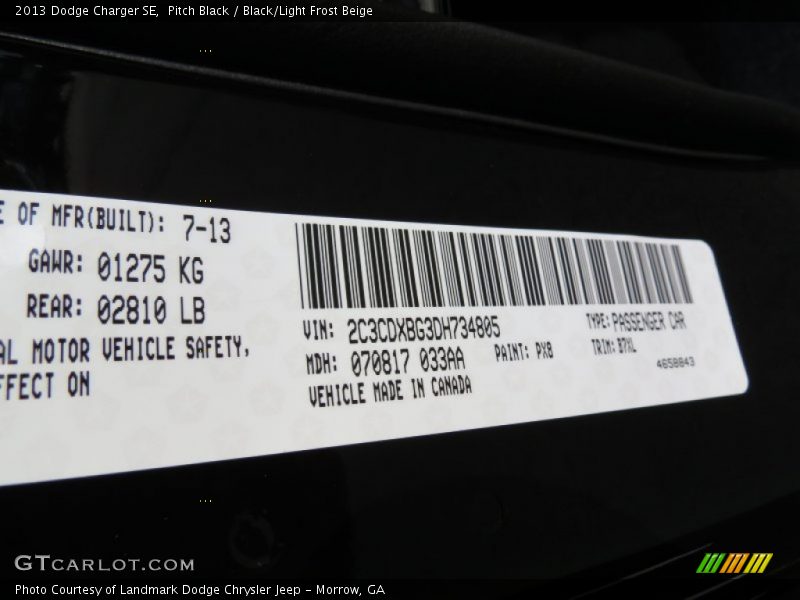 2013 Dodge Charger SE, Pitch Black / Black/Light Frost Beige
E OF MFR(BUILT): 7-13
GAWR: 01275 KG
REAR: 02810 LB
AL MOTOR VEHICLE SAFETY,
FFECT ON
VIN: 2C3CDXBG3DH734805
TYPE: PASSENGER CAR
MDH: 070817 033AA
PAINT: PX8
TRIM: B7XL
VEHICLE MADE IN CANADA
4658843
GTCARLOT.COM
Photo Courtesy of Landmark Dodge Chrysler Jeep - Morrow, GA